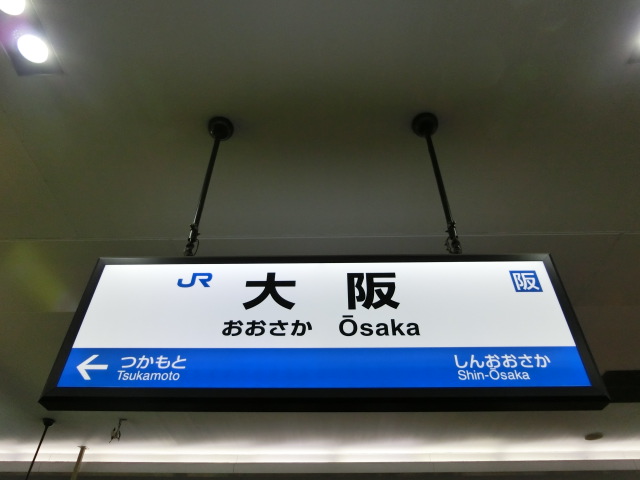 JR 大阪 阪
おおさか Ōsaka
← つかもと しんおおさか
Tsukamoto Shin-Ōsaka